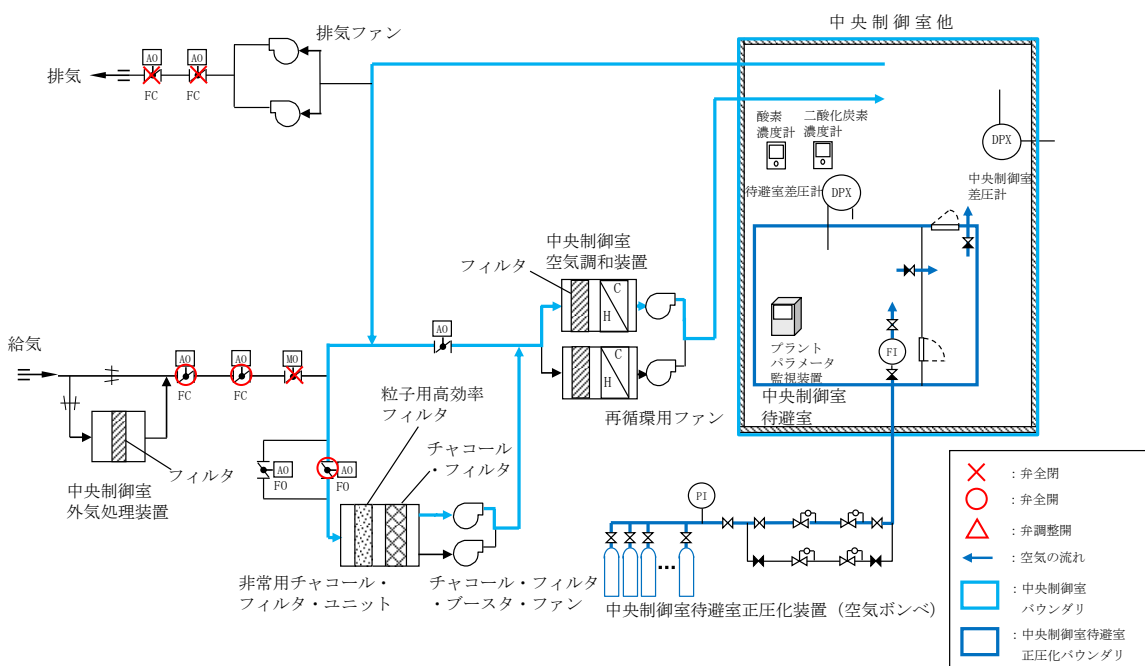 中央制御室他
排気ファン
AO
AO
排気
FC
FC
酸素
濃度計
二酸化炭素
濃度計
DPX
中央制御室
差圧計
待避室差圧計
DPX
中央制御室
空気調和装置
フィルタ
C
H
C
H
再循環用ファン
AO
給気
AO
AO
MO
FC
FC
フィルタ
中央制御室
外気処理装置
粒子用高効率
フィルタ
チャコール
・フィルタ
AO
FO
AO
FO
非常用チャコール・
フィルタ・ユニット
チャコール・フィルタ
・ブースタ・ファン
プラント
パラメータ
監視装置
FI
中央制御室
待避室
PI
中央制御室待避室正圧化装置（空気ボンベ）
：弁全閉
：弁全開
：弁調整開
：空気の流れ
：中央制御室
バウンダリ
：中央制御室待避室
正圧化バウンダリ